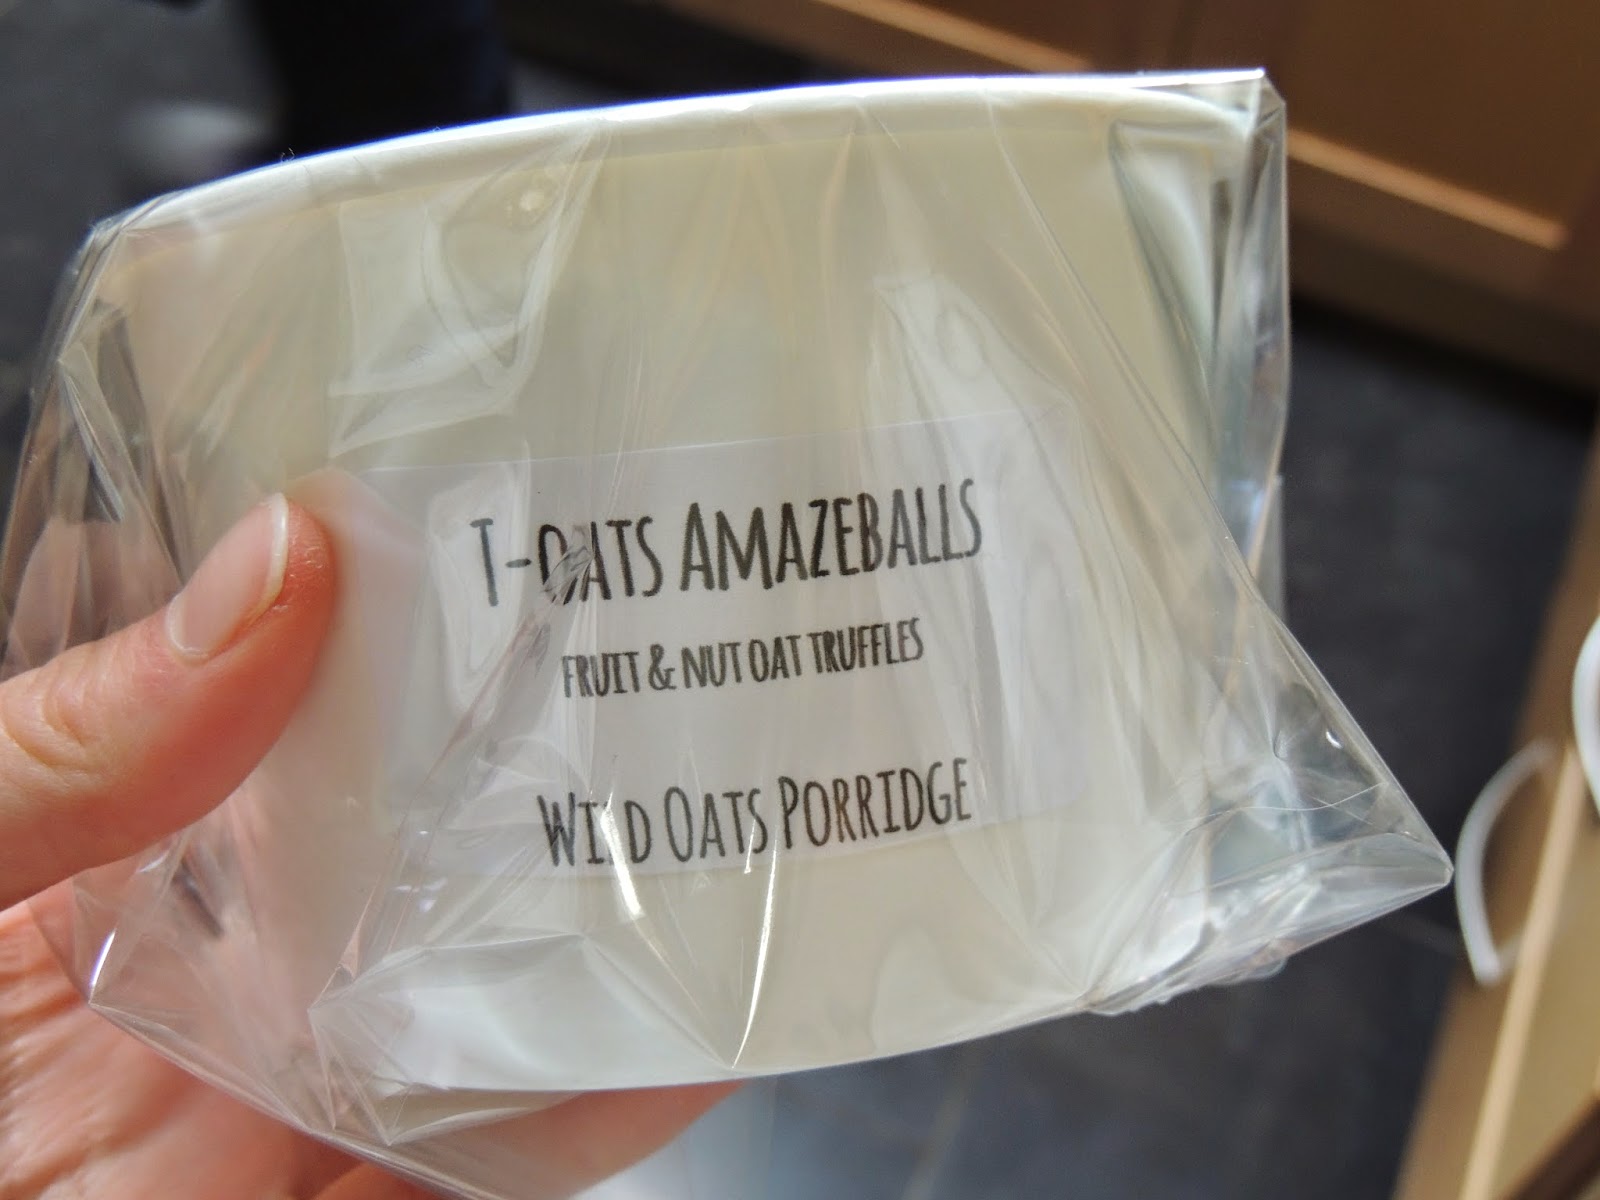 T-OATS AMAZEBALLS
FRUIT & NUT OAT TRUFFLES
WILD OATS PORRIDGE